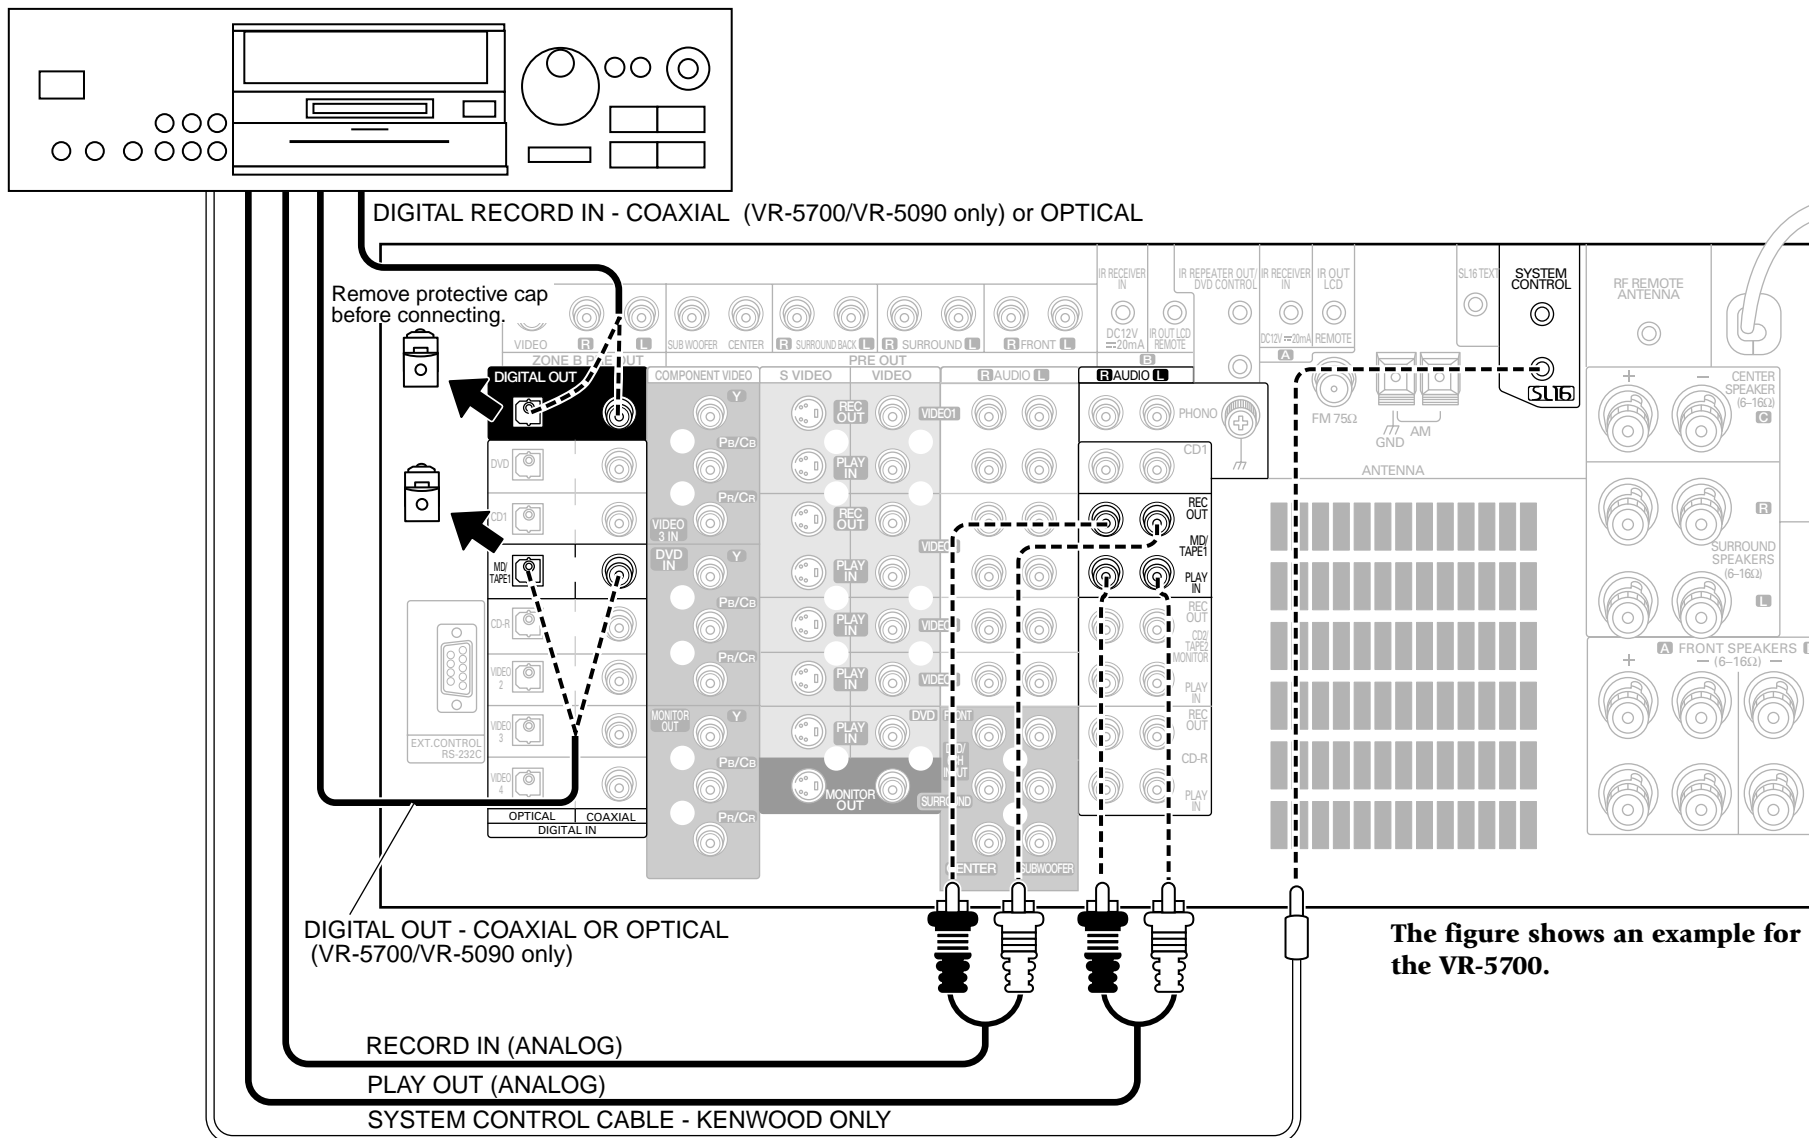 DIGITAL RECORD IN - COAXIAL  (VR-5700/VR-5090 only) or OPTICAL
Remove protective cap
before connecting.
VIDEO
R
L
ZONE B PRE OUT
SUB WOOFER
CENTER
R SURROUND BACK L
R SURROUND L
R FRONT L
PRE OUT
IR RECEIVER
IN
DC12V
20mA
IR REPEATER OUT/
DVD CONTROL
IR OUT LCD
REMOTE
B
IR RECEIVER
IN
DC12V 20mA
IR OUT
LCD
REMOTE
A
SL16 TEXT
SYSTEM
CONTROL
SL16
RF REMOTE
ANTENNA
DIGITAL OUT
COMPONENT VIDEO
S VIDEO
VIDEO
R AUDIO L
R AUDIO L
PHONO
CD1
FM 75Ω
GND
AM
ANTENNA
DVD
CD1
MD/
TAPE1
CD-R
VIDEO
2
VIDEO
3
VIDEO
4
OPTICAL
COAXIAL
DIGITAL IN
EXT.CONTROL
RS-232C
Y
PB/CB
PR/CR
VIDEO
3 IN
DVD
IN
Y
PB/CB
PR/CR
MONITOR
OUT
Y
PB/CB
PR/CR
REC
OUT
VIDEO1
PLAY
IN
REC
OUT
PLAY
IN
PLAY
IN
PLAY
IN
PLAY
IN
DVD
MONITOR
OUT
FRONT
SURROUND
CENTER
SUBWOOFER
REC
OUT
MD/
TAPE1
PLAY
IN
REC
OUT
CD2/
TAPE2
MONITOR
PLAY
IN
REC
OUT
CD-R
PLAY
IN
+
–
CENTER
SPEAKER
(6–16Ω)
C
R
SURROUND
SPEAKERS
(6–16Ω)
L
A FRONT SPEAKERS
+
– (6–16Ω) –
DIGITAL OUT - COAXIAL OR OPTICAL
(VR-5700/VR-5090 only)
The figure shows an example for
the VR-5700.
RECORD IN (ANALOG)
PLAY OUT (ANALOG)
SYSTEM CONTROL CABLE - KENWOOD ONLY